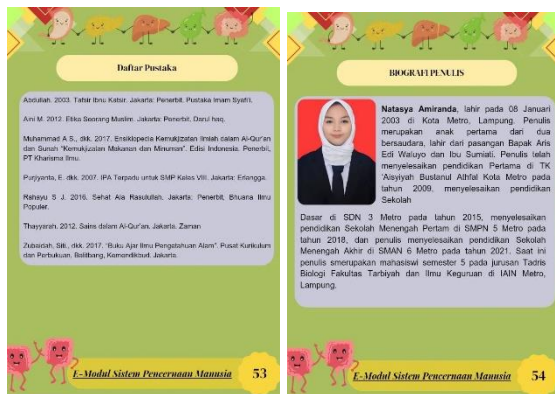 Daftar Pustaka
Abdullah. 2003. Tafsir Ibnu Katsir. Jakarta: Penerbit. Pustaka Imam Syafi'i.
Aini M. 2012. Etika Seorang Muslim. Jakarta: Penerbit, Darul haq.
Muhammad A S., dkk. 2017. Ensiklopedia Kemukjizatan Ilmiah dalam Al-Qur'an
dan Sunah "Kemukjizatan Makanan dan Minuman". Edisi Indonesia. Penerbit,
PT Kharisma Ilmu.
Purjiyanta, E. dkk. 2007. IPA Terpadu untuk SMP Kelas VIII. Jakarta: Erlangga.
Rahayu S J. 2016. Sehat Ala Rasulullah. Jakarta: Penerbit, Bhuana Ilmu
Populer.
Thayyarah. 2012. Sains dalam Al-Qur'an. Jakarta. Zaman
Zubaidah, Siti., dkk. 2017. "Buku Ajar Ilmu Pengetahuan Alam". Pusat Kurikulum
dan Perbukuan, Balitbang, Kemendikbud. Jakarta.
E-Modul Sistem Pencernaan Manusia 53
BIOGRAFI PENULIS
Natasya Amiranda, lahir pada 08 Januari
2003 di Kota Metro, Lampung. Penulis
merupakan anak pertama dari dua
bersaudara, lahir dari pasangan Bapak Aris
Edi Waluyo dan Ibu Sumiati. Penulis telah
menyelesaikan pendidikan Pertama di TK
'Aisyiyah Bustanul Athfal Kota Metro pada
tahun 2009, menyelesaikan pendidikan
Sekolah
Dasar di SDN 3 Metro pada tahun 2015, menyelesaikan
pendidikan Sekolah Menengah Pertam di SMPN 5 Metro pada
tahun 2018, dan penulis menyelesaikan pendidikan Sekolah
Menengah Akhir di SMAN 6 Metro pada tahun 2021. Saat ini
penulis smerupakan mahasiswi semester 5 pada jurusan Tadris
Biologi Fakultas Tarbiyah dan Ilmu Keguruan di IAIN Metro,
Lampung.
E-Modul Sistem Pencernaan Manusia 54